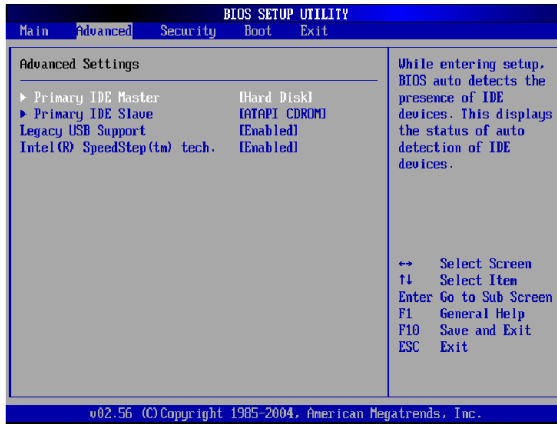 BIOS SETUP UTILITY
Main Advanced Security Boot Exit
Advanced Settings
▶ Primary IDE Master [Hard Disk]
▶ Primary IDE Slave [ATAPI CDROM]
Legacy USB Support [Enabled]
Intel(R) SpeedStep(tm) tech. [Enabled]
While entering setup,
BIOS auto detects the
presence of IDE
devices. This displays
the status of auto
detection of IDE
devices.
↔ Select Screen
↑↓ Select Item
Enter Go to Sub Screen
F1 General Help
F10 Save and Exit
ESC Exit
v02.56 (C)Copyright 1985-2004, American Megatrends, Inc.